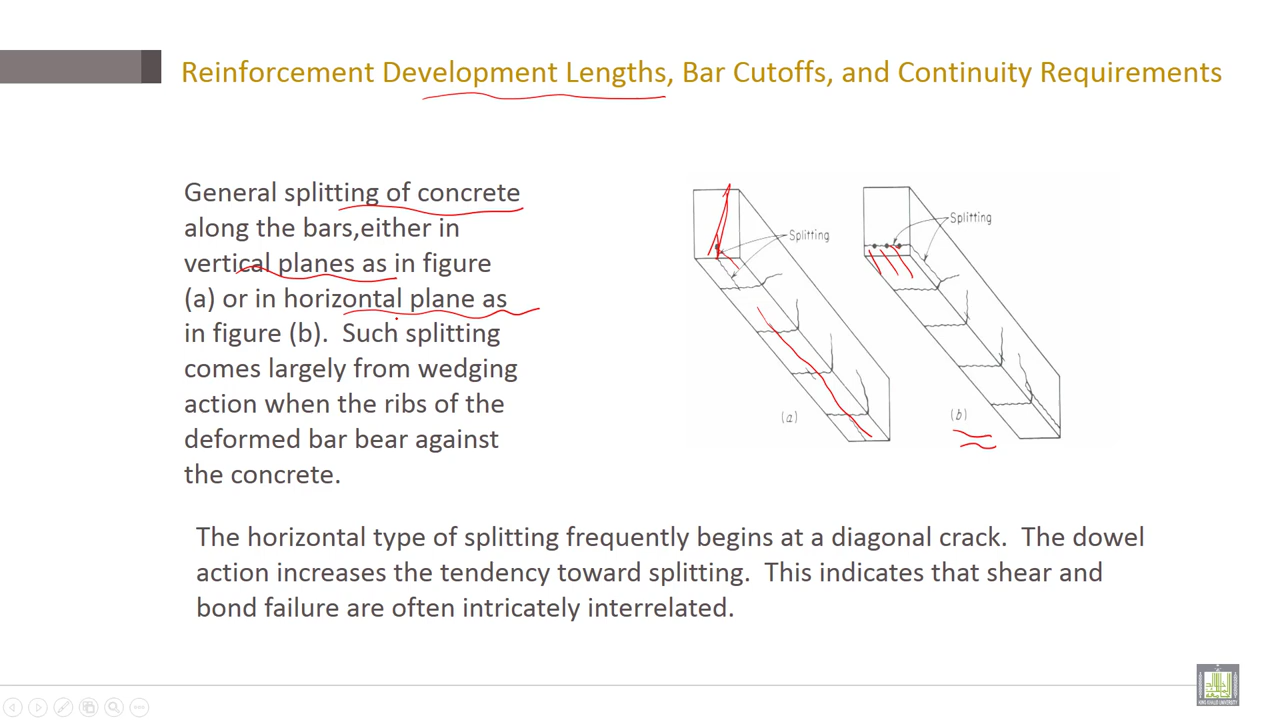 Reinforcement Development Lengths, Bar Cutoffs, and Continuity Requirements
General splitting of concrete
along the bars,either in
vertical planes as in figure
(a) or in horizontal plane as
in figure (b).  Such splitting
comes largely from wedging
action when the ribs of the
deformed bar bear against
the concrete.
Splitting
Splitting
(a)
(b)
The horizontal type of splitting frequently begins at a diagonal crack.  The dowel
action increases the tendency toward splitting.  This indicates that shear and
bond failure are often intricately interrelated.
KING KHALID UNIVERSITY